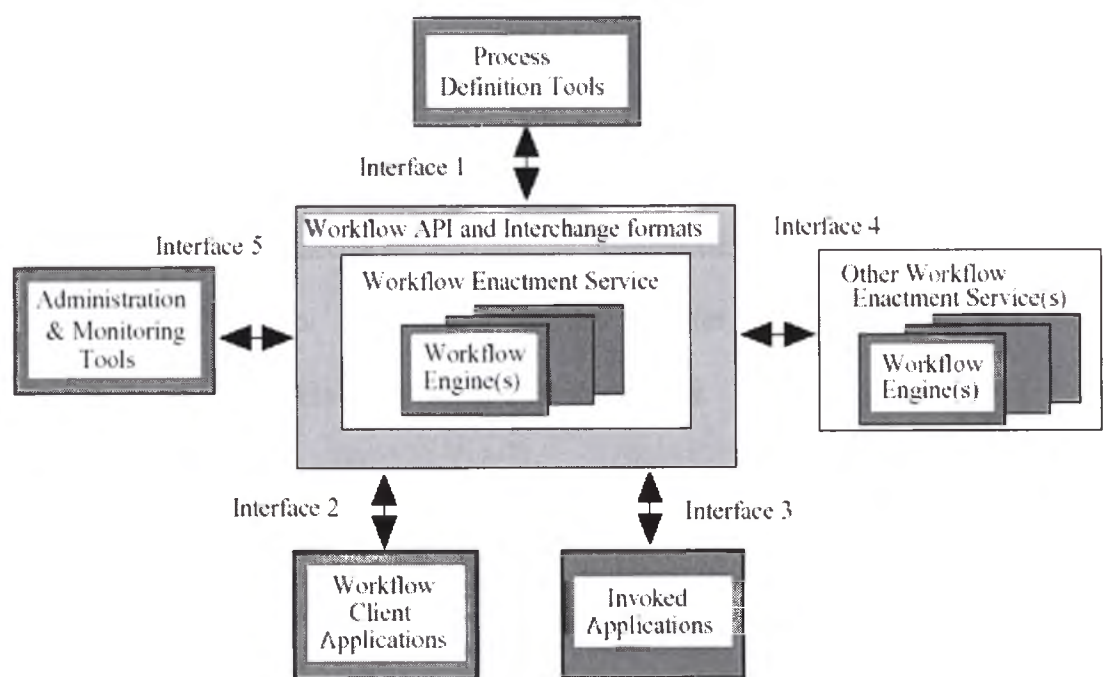 Process
Definition Tools
Interface 1
Workflow API and Interchange formats
Interface 5
Interface 4
Workflow Enactment Service
Other Workflow
Enactment Service(s)
Administration
& Monitoring
Tools
Workflow
Engine(s)
Workflow
Engine(s)
Interface 2
Interface 3
Workflow
Client
Applications
Invoked
Applications